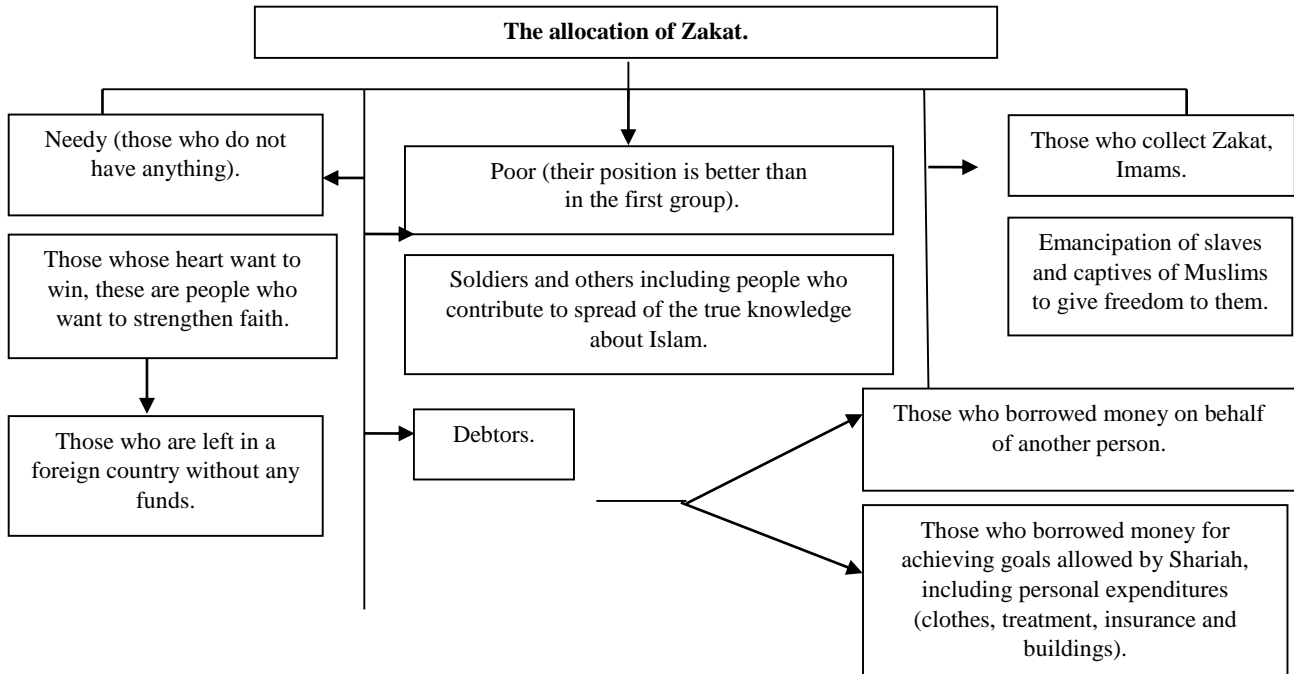 The allocation of Zakat.
Needy (those who do not
have anything).
Poor (their position is better than
in the first group).
Those who collect Zakat,
Imams.
Those whose heart want to
win, these are people who
want to strengthen faith.
Soldiers and others including people who
contribute to spread of the true knowledge
about Islam.
Emancipation of slaves
and captives of Muslims
to give freedom to them.
Those who are left in a
foreign country without any
funds.
Debtors.
Those who borrowed money on behalf
of another person.
Those who borrowed money for
achieving goals allowed by Shariah,
including personal expenditures
(clothes, treatment, insurance and
buildings).